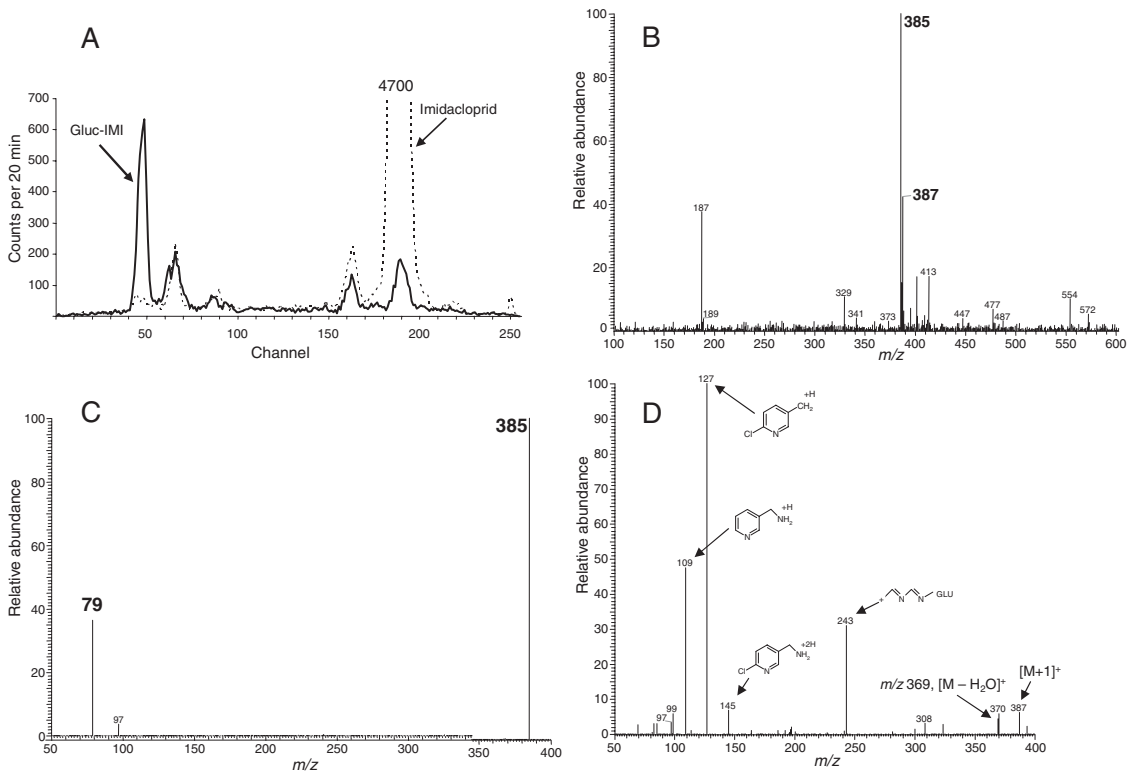 A
4700
700
600
500
400
300
200
100
Counts per 20 min
Gluc-IMI
Imidacloprid
50
100
150
200
250
Channel
B
100
80
60
40
20
0
Relative abundance
385
387
187
189
329
341
373
413
447
477
487
554
572
100 150 200 250 300 350 400 450 500 550 600
m/z
C
100
80
60
40
20
0
Relative abundance
385
79
97
50 100 150 200 250 300 350 400
m/z
D
100
90
80
70
60
50
40
30
20
10
0
Relative abundance
127
+H
CH2
Cl
N
109
+H
NH2
N
145
+2H
NH2
Cl
N
243
+
N
N
GLU
m/z 369, [M – H2O]+
[M+1]+
97
99
308
370
387
50 100 150 200 250 300 350 400
m/z